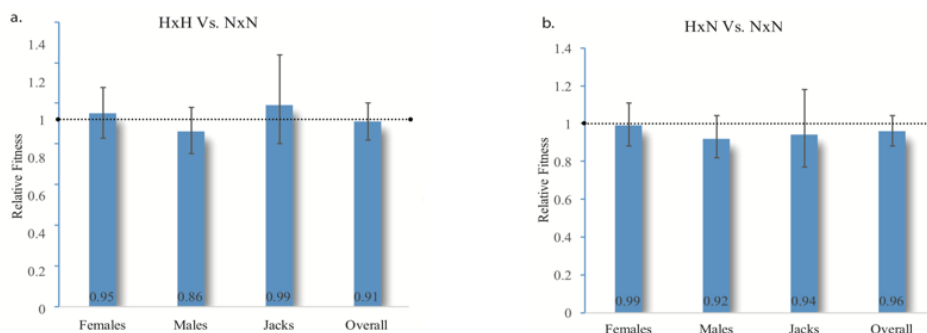 a.
HxH Vs. NxN
1.4
1.2
1
0.8
0.6
0.4
0.2
0
Relative Fitness
0.95
0.86
0.99
0.91
Females
Males
Jacks
Overall
b.
HxN Vs. NxN
1.4
1.2
1
0.8
0.6
0.4
0.2
0
Relative Fitness
0.99
0.92
0.94
0.96
Females
Males
Jacks
Overall